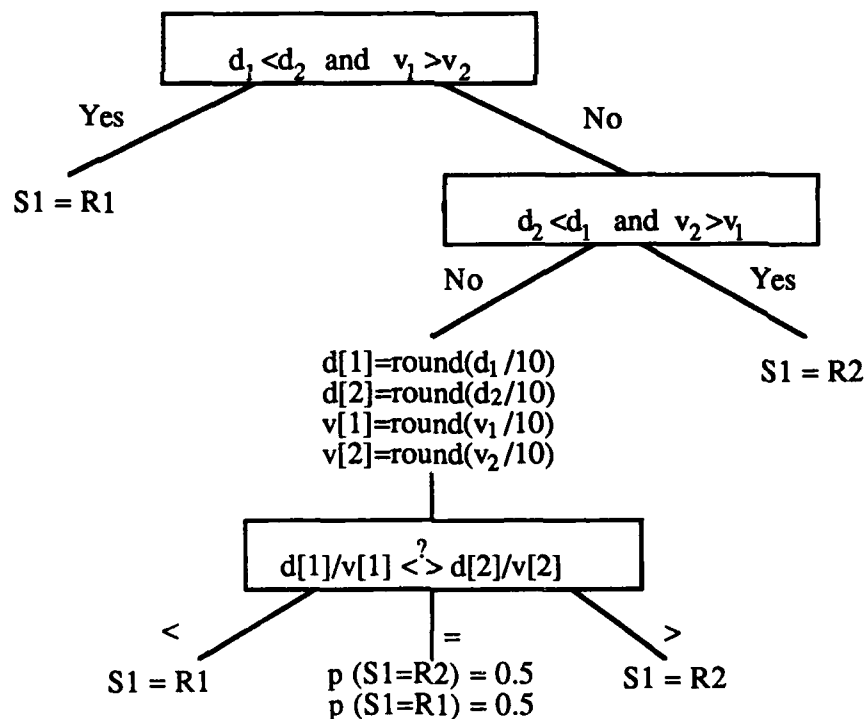 d₁ <d₂ and v₁ >v₂
Yes
No
S1 = R1
d₂ <d₁ and v₂>v₁
No
Yes
d[1]=round(d₁/10)
d[2]=round(d₂/10)
v[1]=round(v₁/10)
v[2]=round(v₂/10)
S1 = R2
?
d[1]/v[1] <> d[2]/v[2]
<
=
>
S1 = R1
p (S1=R2) = 0.5
p (S1=R1) = 0.5
S1 = R2